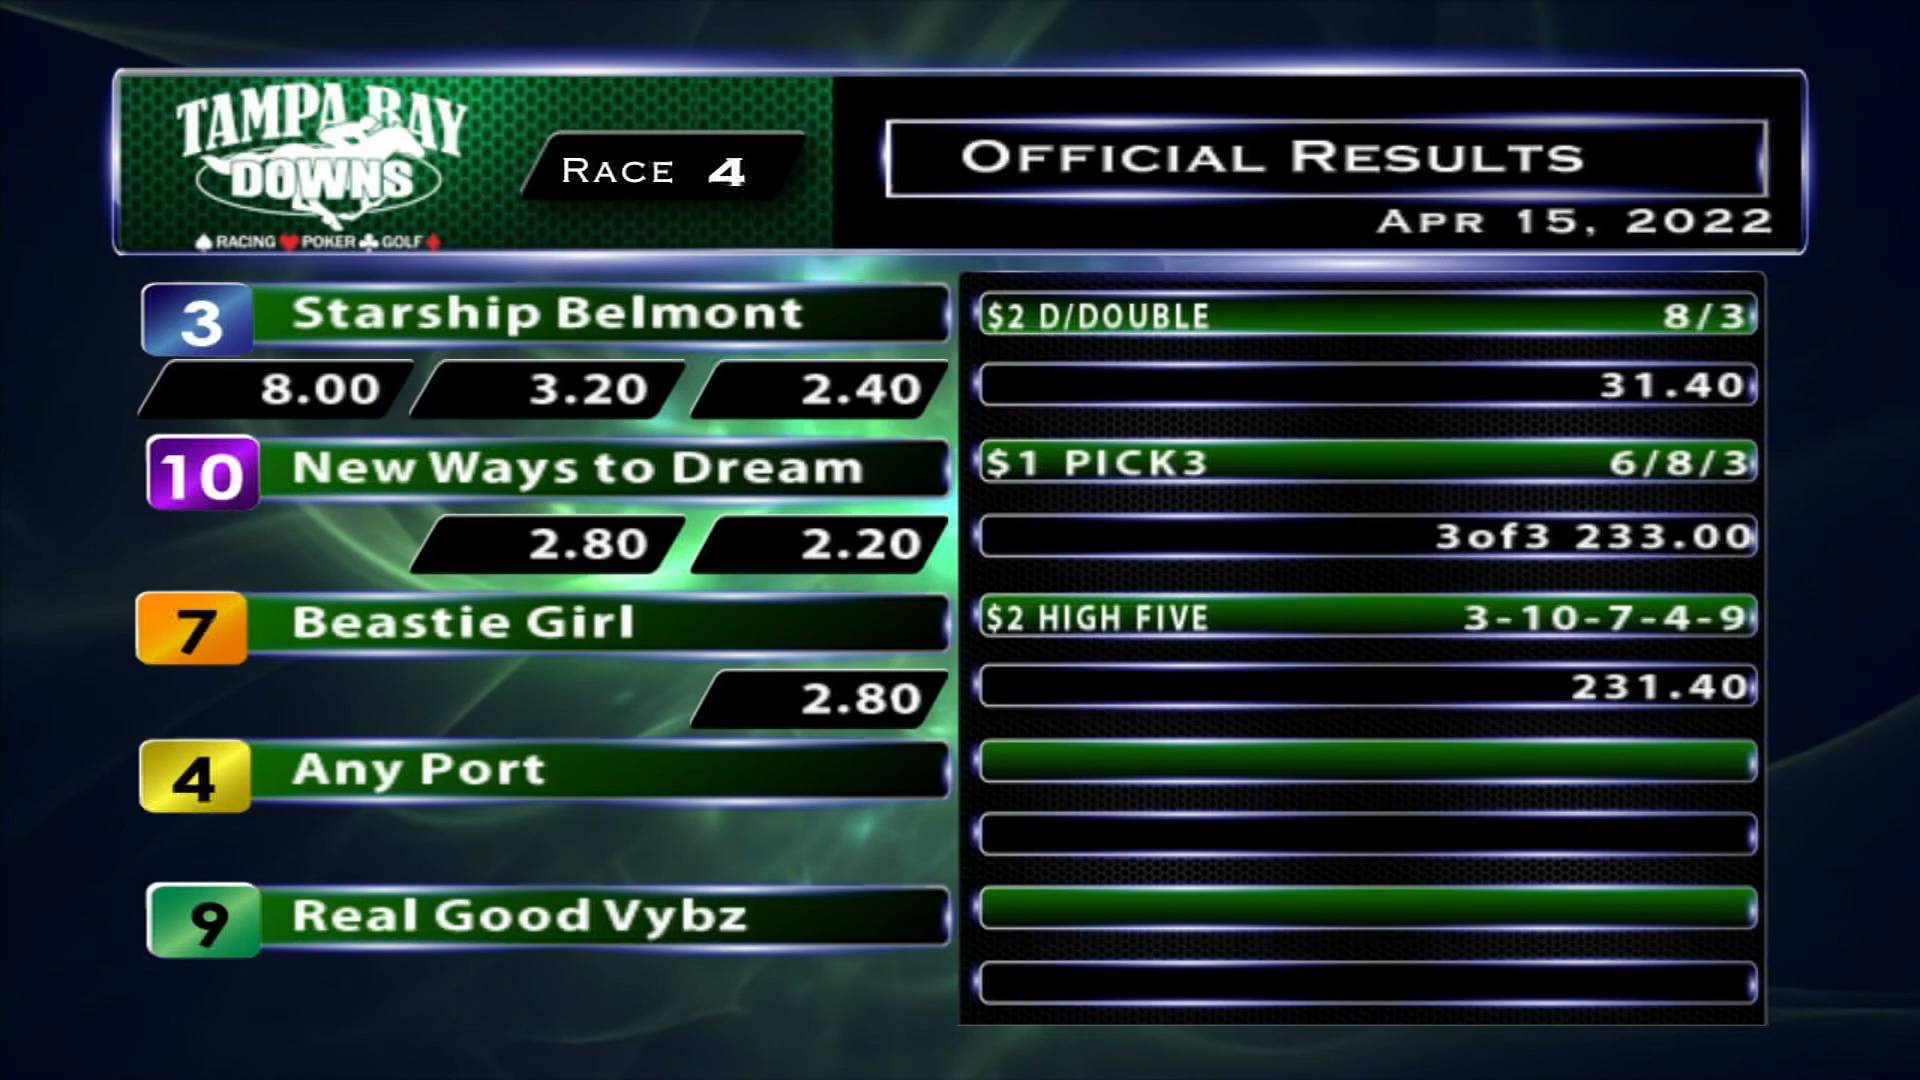 TAMPA BAY
DOWNS
RACING POKER GOLF
RACE 4
OFFICIAL RESULTS
APR 15, 2022
3 Starship Belmont
8.00 3.20 2.40
10 New Ways to Dream
2.80 2.20
7 Beastie Girl
2.80
4 Any Port
9 Real Good Vybz
$2 D/DOUBLE 8/3
31.40
$1 PICK3 6/8/3
3of3 233.00
$2 HIGH FIVE 3-10-7-4-9
231.40